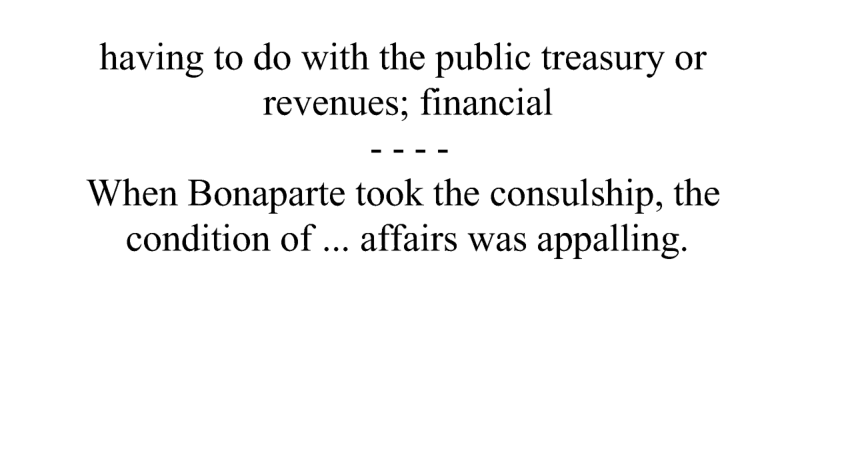 having to do with the public treasury or
revenues; financial
- - - -
When Bonaparte took the consulship, the
condition of ... affairs was appalling.